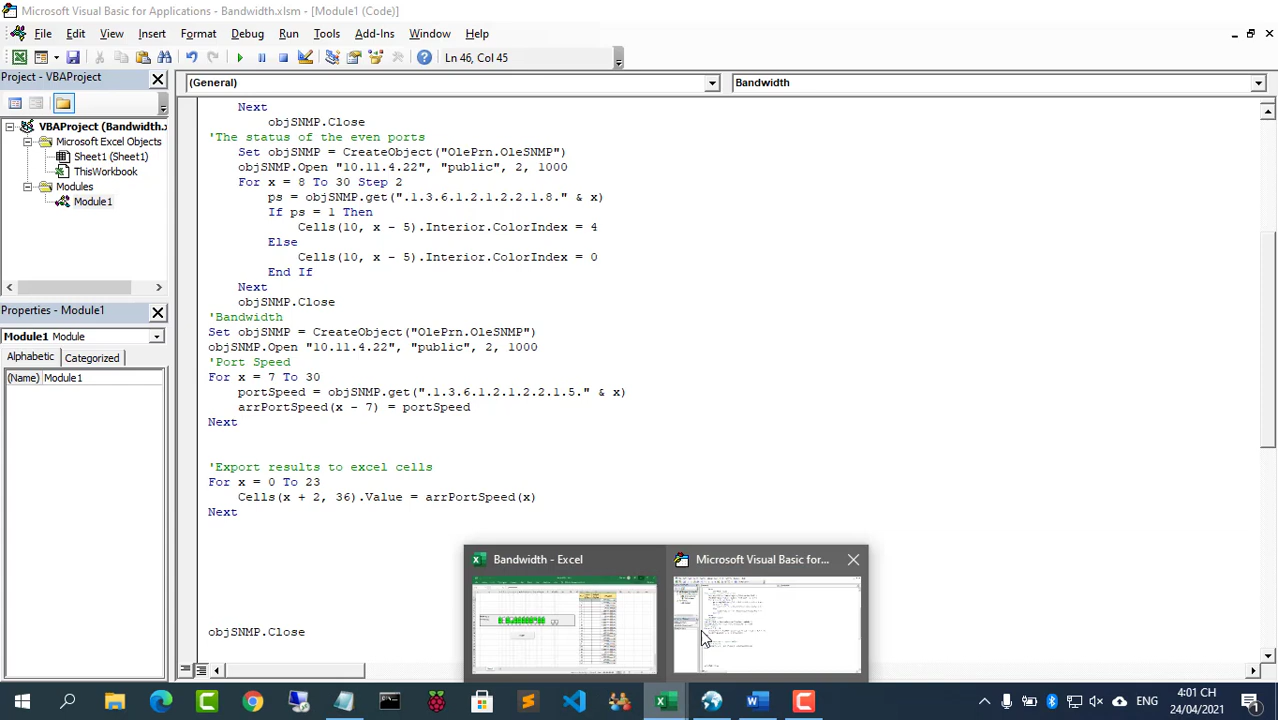 Microsoft Visual Basic for Applications - Bandwidth.xlsm - [Module1 (Code)]
File Edit View Insert Format Debug Run Tools Add-Ins Window Help
Ln 46, Col 45
Project - VBAProject
(General)
Bandwidth
VBAProject (Bandwidth.x
Microsoft Excel Objects
Sheet1 (Sheet1)
ThisWorkbook
Modules
Module1
Properties - Module1
Module1 Module
Alphabetic Categorized
(Name) Module1
Next
objSNMP.Close
'The status of the even ports
Set objSNMP = CreateObject("OlePrn.OleSNMP")
objSNMP.Open "10.11.4.22", "public", 2, 1000
For x = 8 To 30 Step 2
ps = objSNMP.get(".1.3.6.1.2.1.2.2.1.8." & x)
If ps = 1 Then
Cells(10, x - 5).Interior.ColorIndex = 4
Else
Cells(10, x - 5).Interior.ColorIndex = 0
End If
Next
objSNMP.Close
'Bandwidth
Set objSNMP = CreateObject("OlePrn.OleSNMP")
objSNMP.Open "10.11.4.22", "public", 2, 1000
'Port Speed
For x = 7 To 30
portSpeed = objSNMP.get(".1.3.6.1.2.1.2.2.1.5." & x)
arrPortSpeed(x - 7) = portSpeed
Next
'Export results to excel cells
For x = 0 To 23
Cells(x + 2, 36).Value = arrPortSpeed(x)
Next
objSNMP.Close
Bandwidth - Excel
Microsoft Visual Basic for...
ENG
4:01 CH
24/04/2021
1